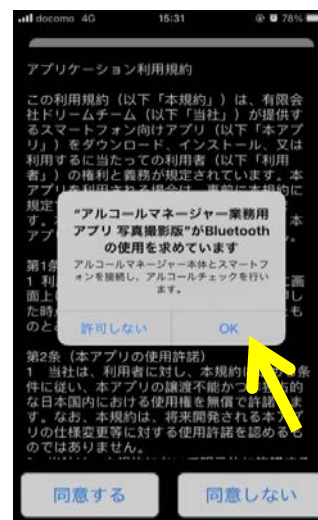 docomo 4G 15:31 78%
アプリケーション利用規約
この利用規約（以下「本規約」）は、有限会
社ドリームチーム（以下「当社」）が提供す
るスマートフォン向けアプリ（以下「本アプ
リ」）をダウンロード、インストール、又は
利用するに当たっての利用者（以下「利用
者」）の権利と義務が規定されています。本
規定
アプ
“アルコールマネージャー業務用
アプリ 写真撮影版”がBluetooth
の使用を求めています
アルコールマネージャー本体とスマートフ
ォンを接続し、アルコールチェックを行い
ます。
許可しない OK
第1条
1 利
面上
た時
のと
第2条（本アプリの使用許諾）
1 当社は、利用者に対し、本規約
件に従い、本アプリの譲渡不能かつ
な日本国内における使用権を無償で許諾
す。なお、本規約は、将来開発される本アプ
リの仕様変更等に対する使用許諾を認めるも
のではありません。
同意する 同意しない